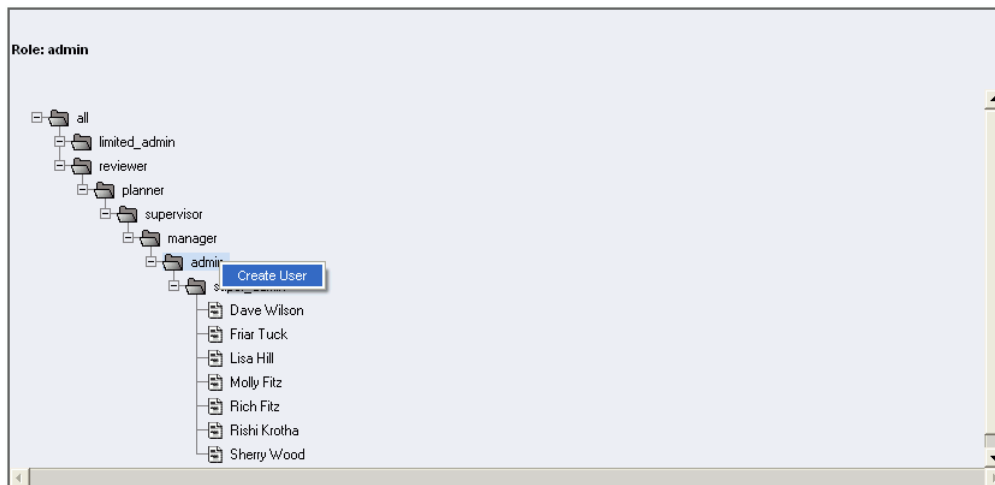 Role: admin
all
limited_admin
reviewer
planner
supervisor
manager
admin
Create User
super_admin
Dave Wilson
Friar Tuck
Lisa Hill
Molly Fitz
Rich Fitz
Rishi Krotha
Sherry Wood